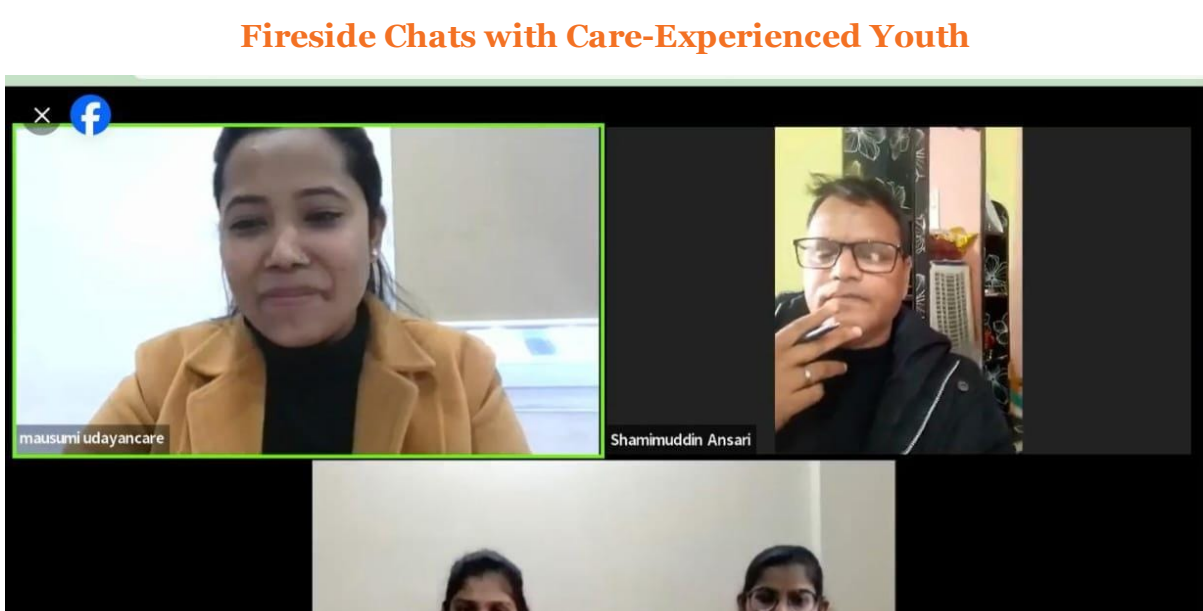 Fireside Chats with Care-Experienced Youth
mausumi udayancare
Shamimuddin Ansari